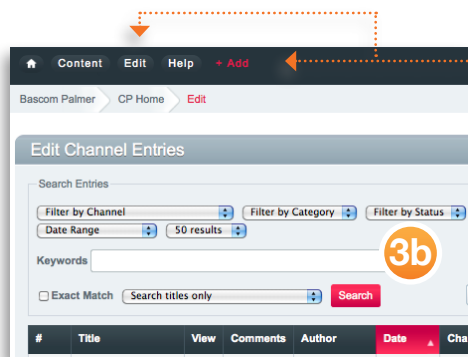 Content Edit Help + Add
Bascom Palmer CP Home Edit
Edit Channel Entries
Search Entries
Filter by Channel Filter by Category Filter by Status
Date Range 50 results
3b
Keywords
Exact Match Search titles only Search
# Title View Comments Author Date Cha